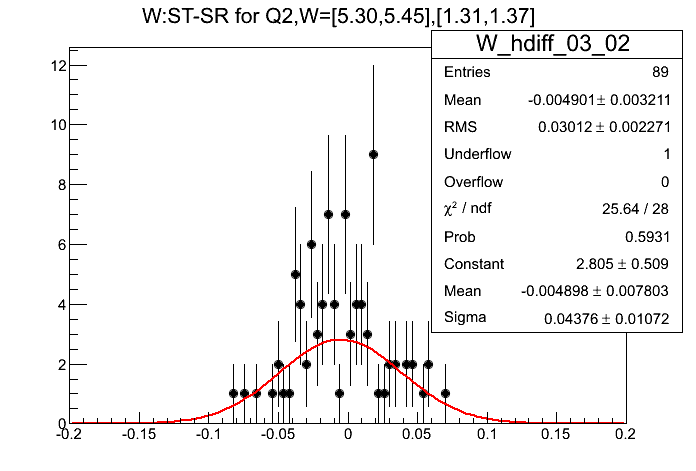 W:ST-SR for Q2,W=[5.30,5.45],[1.31,1.37]
W_hdiff_03_02
Entries 89
Mean -0.004901 ± 0.003211
RMS 0.03012 ± 0.002271
Underflow 1
Overflow 0
χ² / ndf 25.64 / 28
Prob 0.5931
Constant 2.805 ± 0.509
Mean -0.004898 ± 0.007803
Sigma 0.04376 ± 0.01072
12
10
8
6
4
2
0
-0.2 -0.15 -0.1 -0.05 0 0.05 0.1 0.15 0.2